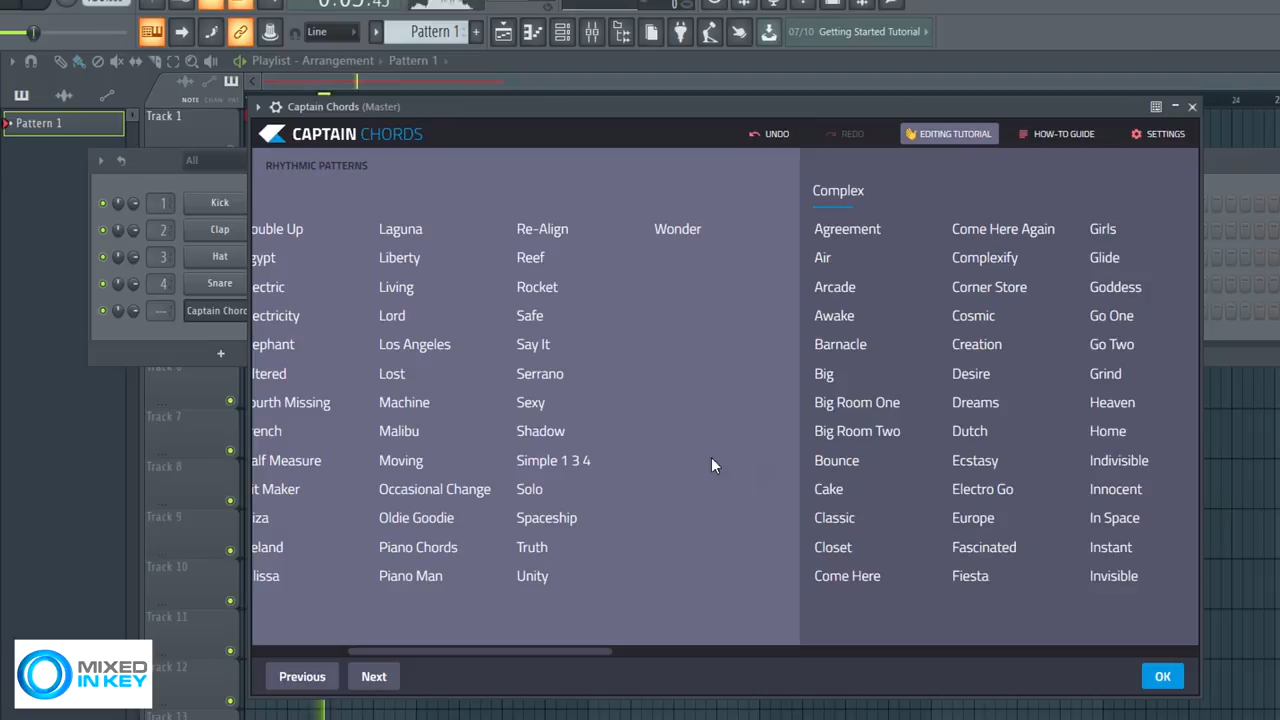 Line
Pattern 1
07/10 Getting Started Tutorial
Playlist - Arrangement Pattern 1
NOTE CHAN PAT
24
Pattern 1
Track 1
All
1 Kick
2 Clap
3 Hat
4 Snare
Captain Chord
Track 7
Track 8
Track 9
Track 10
Track 11
Track 12
Track 13
Captain Chords (Master)
CAPTAIN CHORDS
UNDO
REDO
EDITING TUTORIAL
HOW-TO GUIDE
SETTINGS
RHYTHMIC PATTERNS
Complex
ouble Up Laguna Re-Align Wonder Agreement Come Here Again Girls
gypt Liberty Reef Air Complexify Glide
ectric Living Rocket Arcade Corner Store Goddess
ectricity Lord Safe Awake Cosmic Go One
ephant Los Angeles Say It Barnacle Creation Go Two
ltered Lost Serrano Big Desire Grind
ourth Missing Machine Sexy Big Room One Dreams Heaven
rench Malibu Shadow Big Room Two Dutch Home
alf Measure Moving Simple 1 3 4 Bounce Ecstasy Indivisible
it Maker Occasional Change Solo Cake Electro Go Innocent
iza Oldie Goodie Spaceship Classic Europe In Space
eland Piano Chords Truth Closet Fascinated Instant
lissa Piano Man Unity Come Here Fiesta Invisible
Previous
Next
OK
MIXED
IN KEY